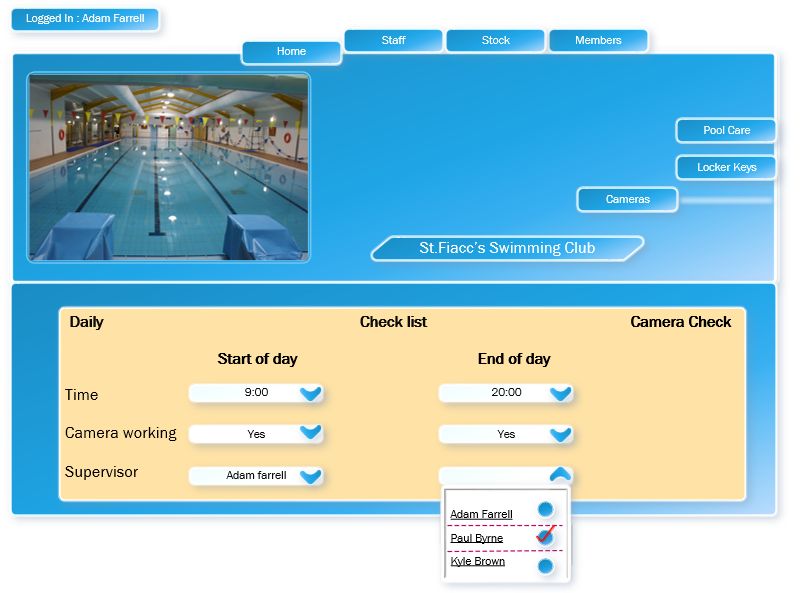 Logged In : Adam Farrell
Home
Staff
Stock
Members
Pool Care
Locker Keys
Cameras
St.Fiacc's Swimming Club
Daily Check list Camera Check
Start of day End of day
Time 9:00 20:00
Camera working Yes Yes
Supervisor Adam farrell
Adam Farrell
Paul Byrne
Kyle Brown